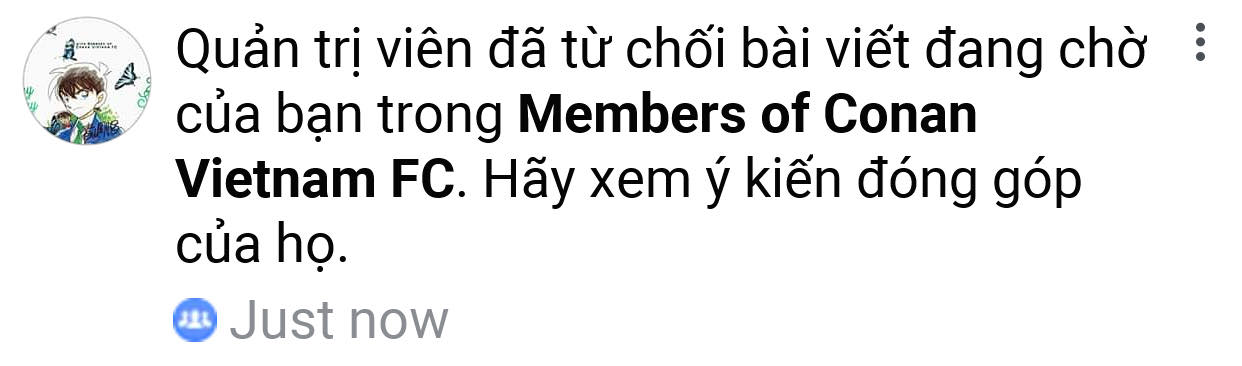 Quản trị viên đã từ chối bài viết đang chờ
của bạn trong Members of Conan
Vietnam FC. Hãy xem ý kiến đóng góp
của họ.
Just now